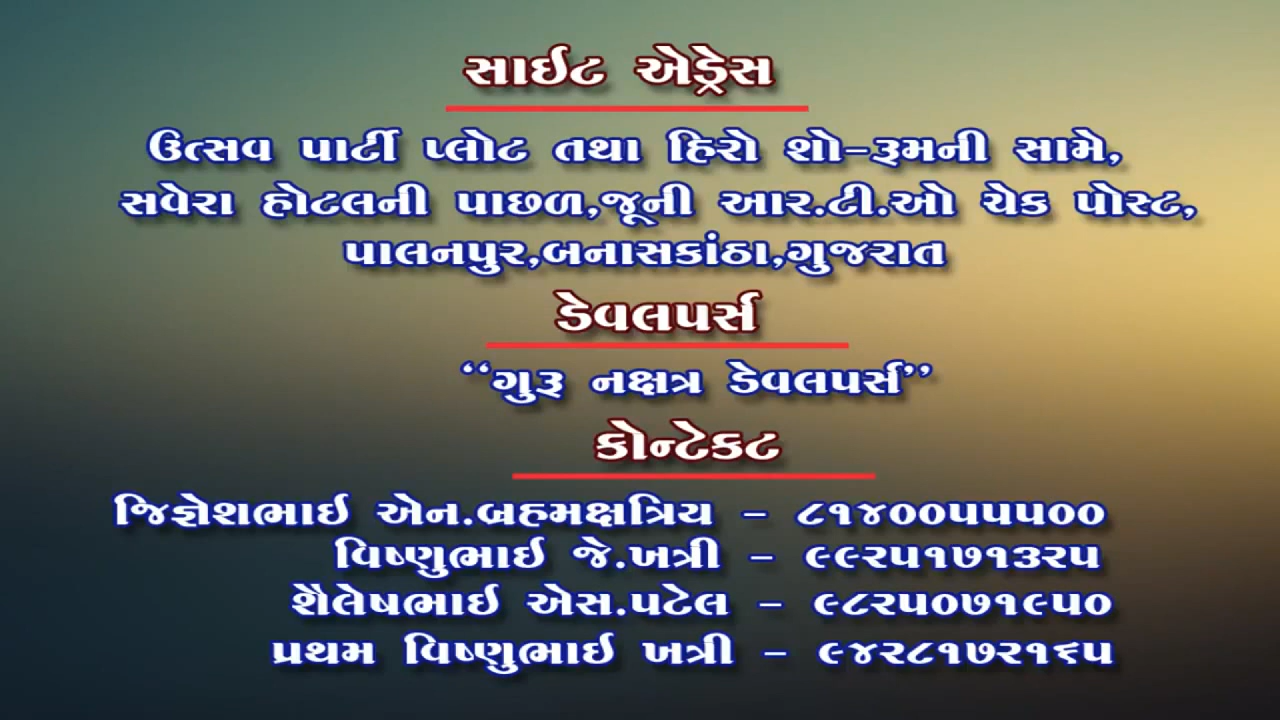 સાઈટ એડ્રેસ
ઉત્સવ પાર્ટી પ્લોટ તથા હિરો શો-રૂમની સામે,
સવેરા હોટલની પાછળ,જૂની આર.ટી.ઓ ચેક પોસ્ટ,
પાલનપુર,બનાસકાંઠા,ગુજરાત
ડેવલપર્સ
“ગુરૂ નક્ષત્ર ડેવલપર્સ”
કોન્ટેકટ
જિજ્ઞેશભાઈ એન.બ્રહમક્ષત્રિય - ૮૧૪૦૦૫૫૫૦૦
વિષ્ણુભાઈ જે.ખત્રી - ૯૯૨૫૧૭૧૩૨૫
શૈલેષભાઈ એસ.પટેલ - ૯૮૨૫૦૭૧૯૫૦
પ્રથમ વિષ્ણુભાઈ ખત્રી - ૯૪૨૮૧૭૨૧૬૫